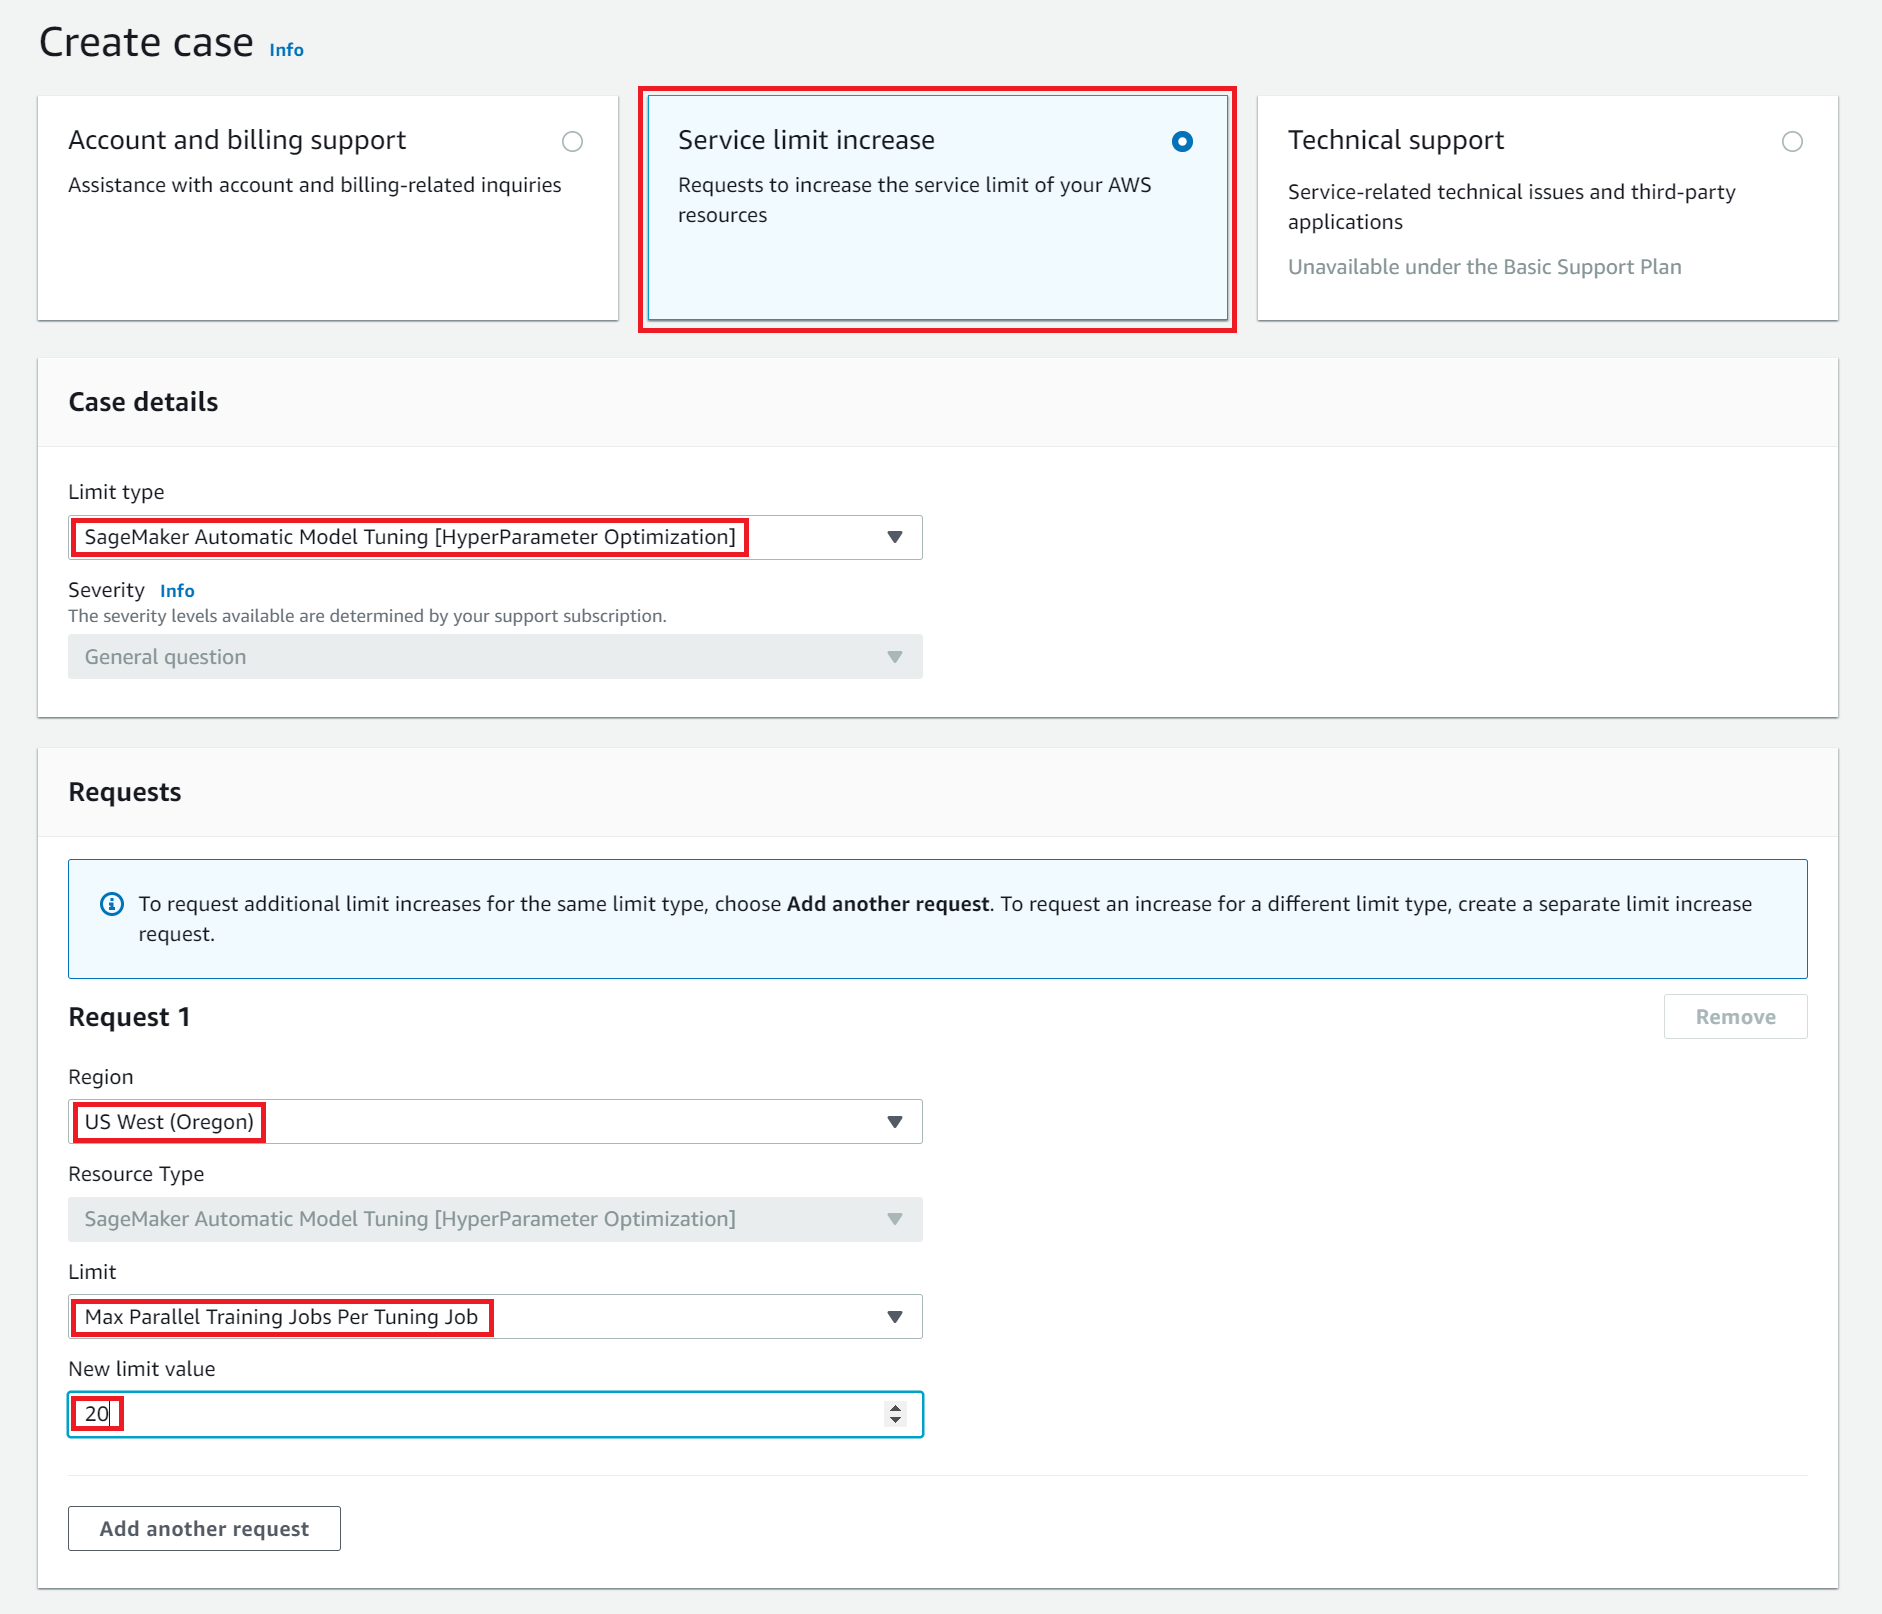 Create case Info
Account and billing support
Assistance with account and billing-related inquiries
Service limit increase
Requests to increase the service limit of your AWS
resources
Technical support
Service-related technical issues and third-party
applications
Unavailable under the Basic Support Plan
Case details
Limit type
SageMaker Automatic Model Tuning [HyperParameter Optimization]
Severity Info
The severity levels available are determined by your support subscription.
General question
Requests
To request additional limit increases for the same limit type, choose Add another request. To request an increase for a different limit type, create a separate limit increase
request.
Request 1
Remove
Region
US West (Oregon)
Resource Type
SageMaker Automatic Model Tuning [HyperParameter Optimization]
Limit
Max Parallel Training Jobs Per Tuning Job
New limit value
20
Add another request